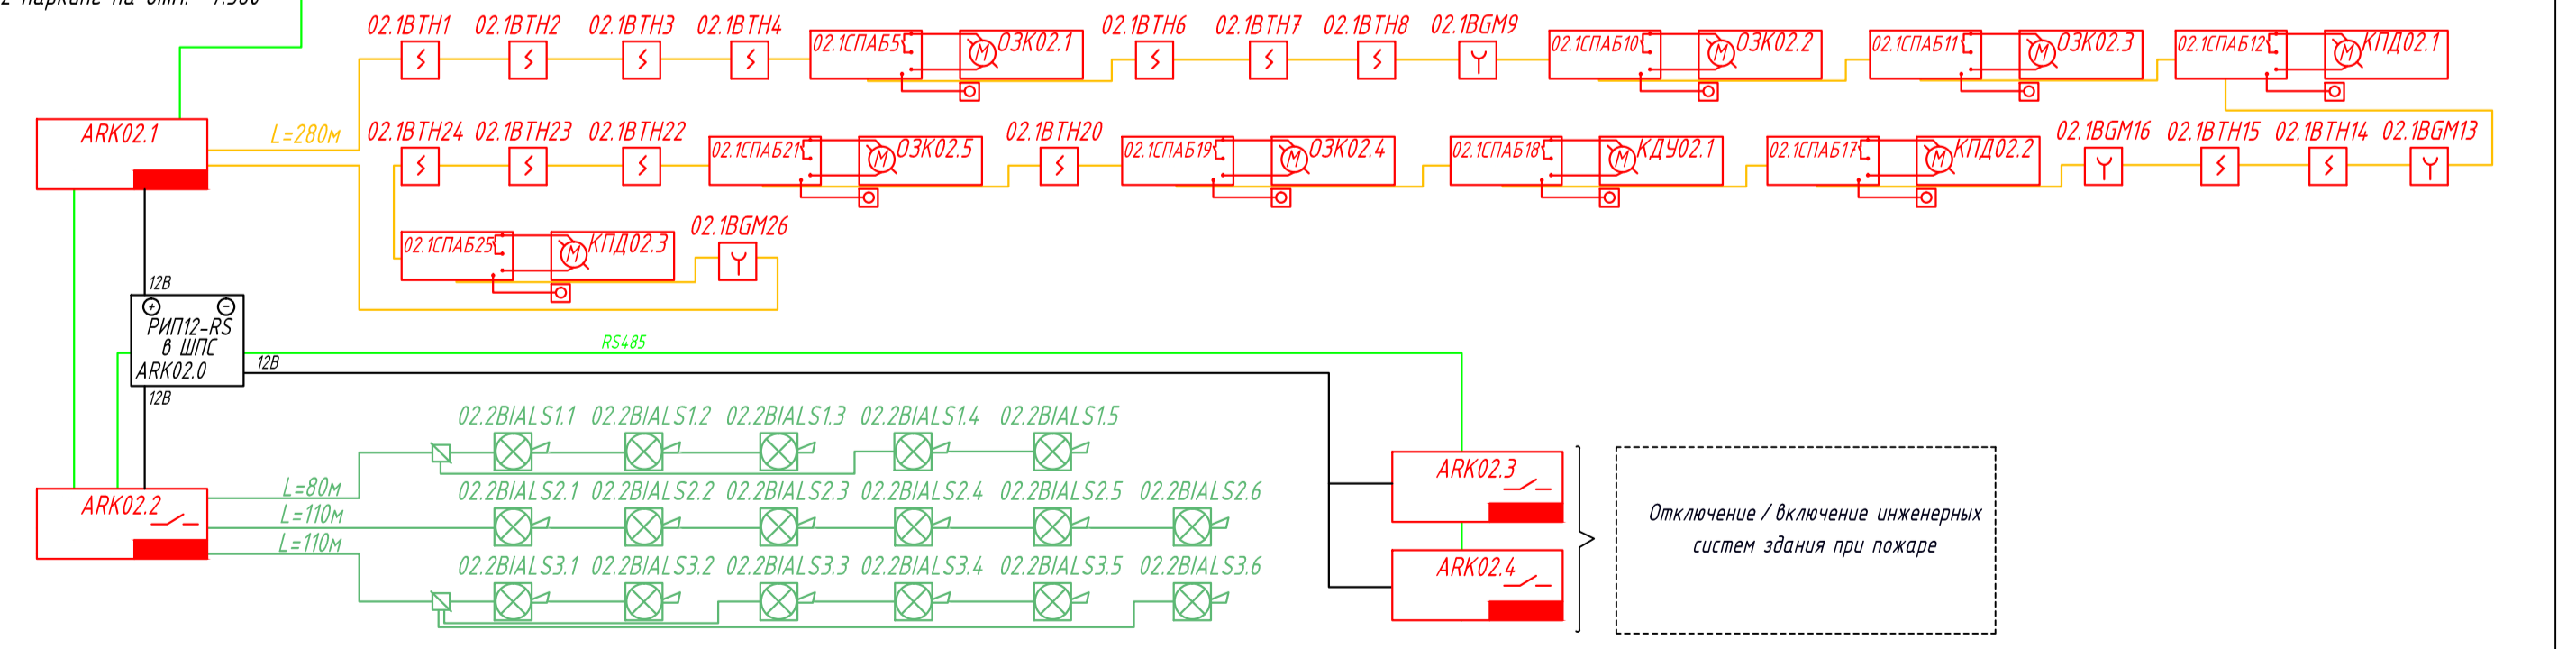 паркинг на отм.
02.1BTH1 02.1BTH2 02.1BTH3 02.1BTH4 02.1СПАБ5 М ОЗК02.1 02.1BTH6 02.1BTH7 02.1BTH8 02.1BGM9 02.1СПАБ10 М ОЗК02.2 02.1СПАБ11 М ОЗК02.3 02.1СПАБ12 М КПД02.1
ARK02.1
L=280м
02.1BTH24 02.1BTH23 02.1BTH22 02.1СПАБ21 М ОЗК02.5 02.1BTH20 02.1СПАБ19 М ОЗК02.4 02.1СПАБ18 М КДУ02.1 02.1СПАБ17 М КПД02.2 02.1BGM16 02.1BTH15 02.1BTH14 02.1BGM13
02.1СПАБ25 М КПД02.3 02.1BGM26
12В
+ −
РИП12-RS
в ШПС
ARK02.0
RS485
12В
12В
02.2BIALS1.1 02.2BIALS1.2 02.2BIALS1.3 02.2BIALS1.4 02.2BIALS1.5
ARK02.2
L=80м
02.2BIALS2.1 02.2BIALS2.2 02.2BIALS2.3 02.2BIALS2.4 02.2BIALS2.5 02.2BIALS2.6
L=110м
L=110м
02.2BIALS3.1 02.2BIALS3.2 02.2BIALS3.3 02.2BIALS3.4 02.2BIALS3.5 02.2BIALS3.6
ARK02.3
ARK02.4
Отключение / включение инженерных
систем здания при пожаре